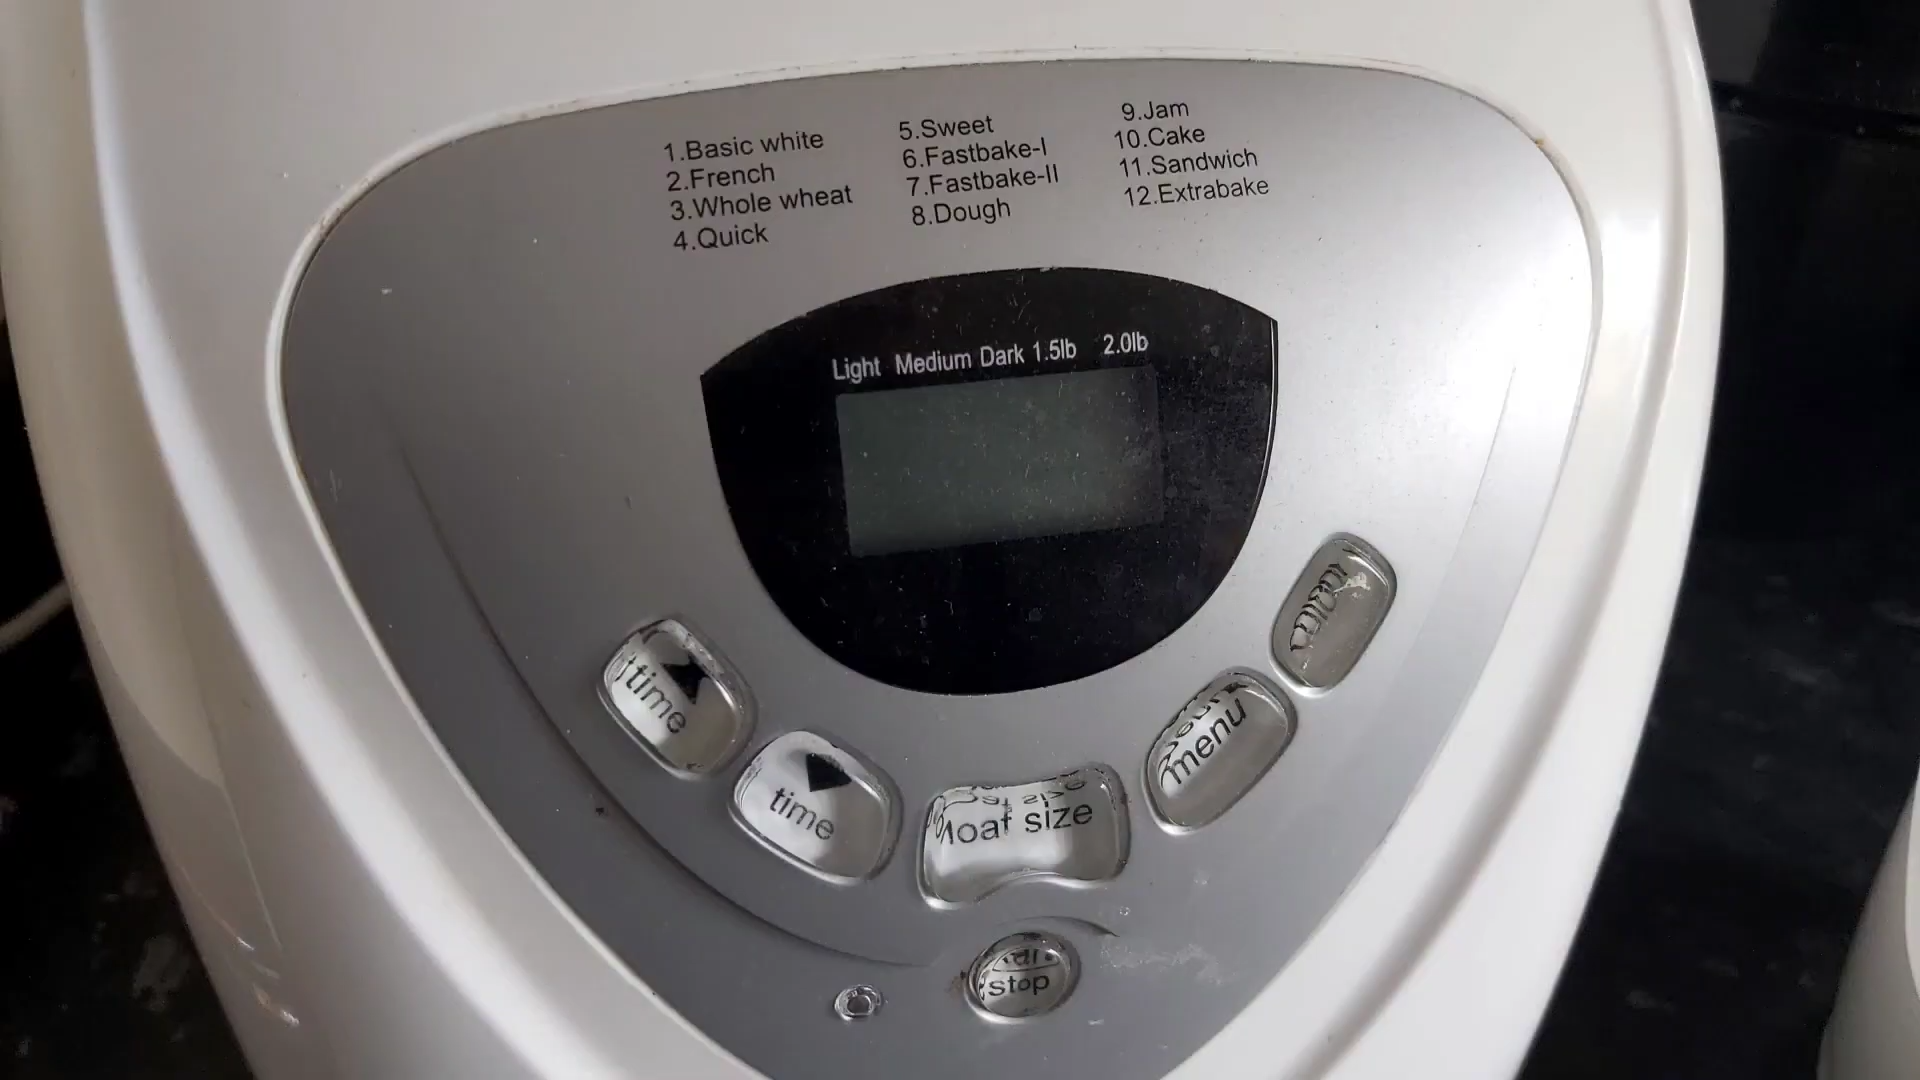 1.Basic white
2.French
3.Whole wheat
4.Quick
5.Sweet
6.Fastbake-I
7.Fastbake-II
8.Dough
9.Jam
10.Cake
11.Sandwich
12.Extrabake
Light Medium Dark 1.5lb 2.0lb
time
time
loaf size
menu
stop